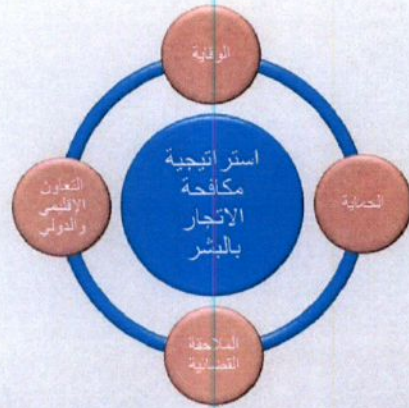 الوقاية
استراتيجية
مكافحة
الاتجار
بالبشر
الحماية
الملاحقة
القضائية
التعاون
الإقليمي
والدولي